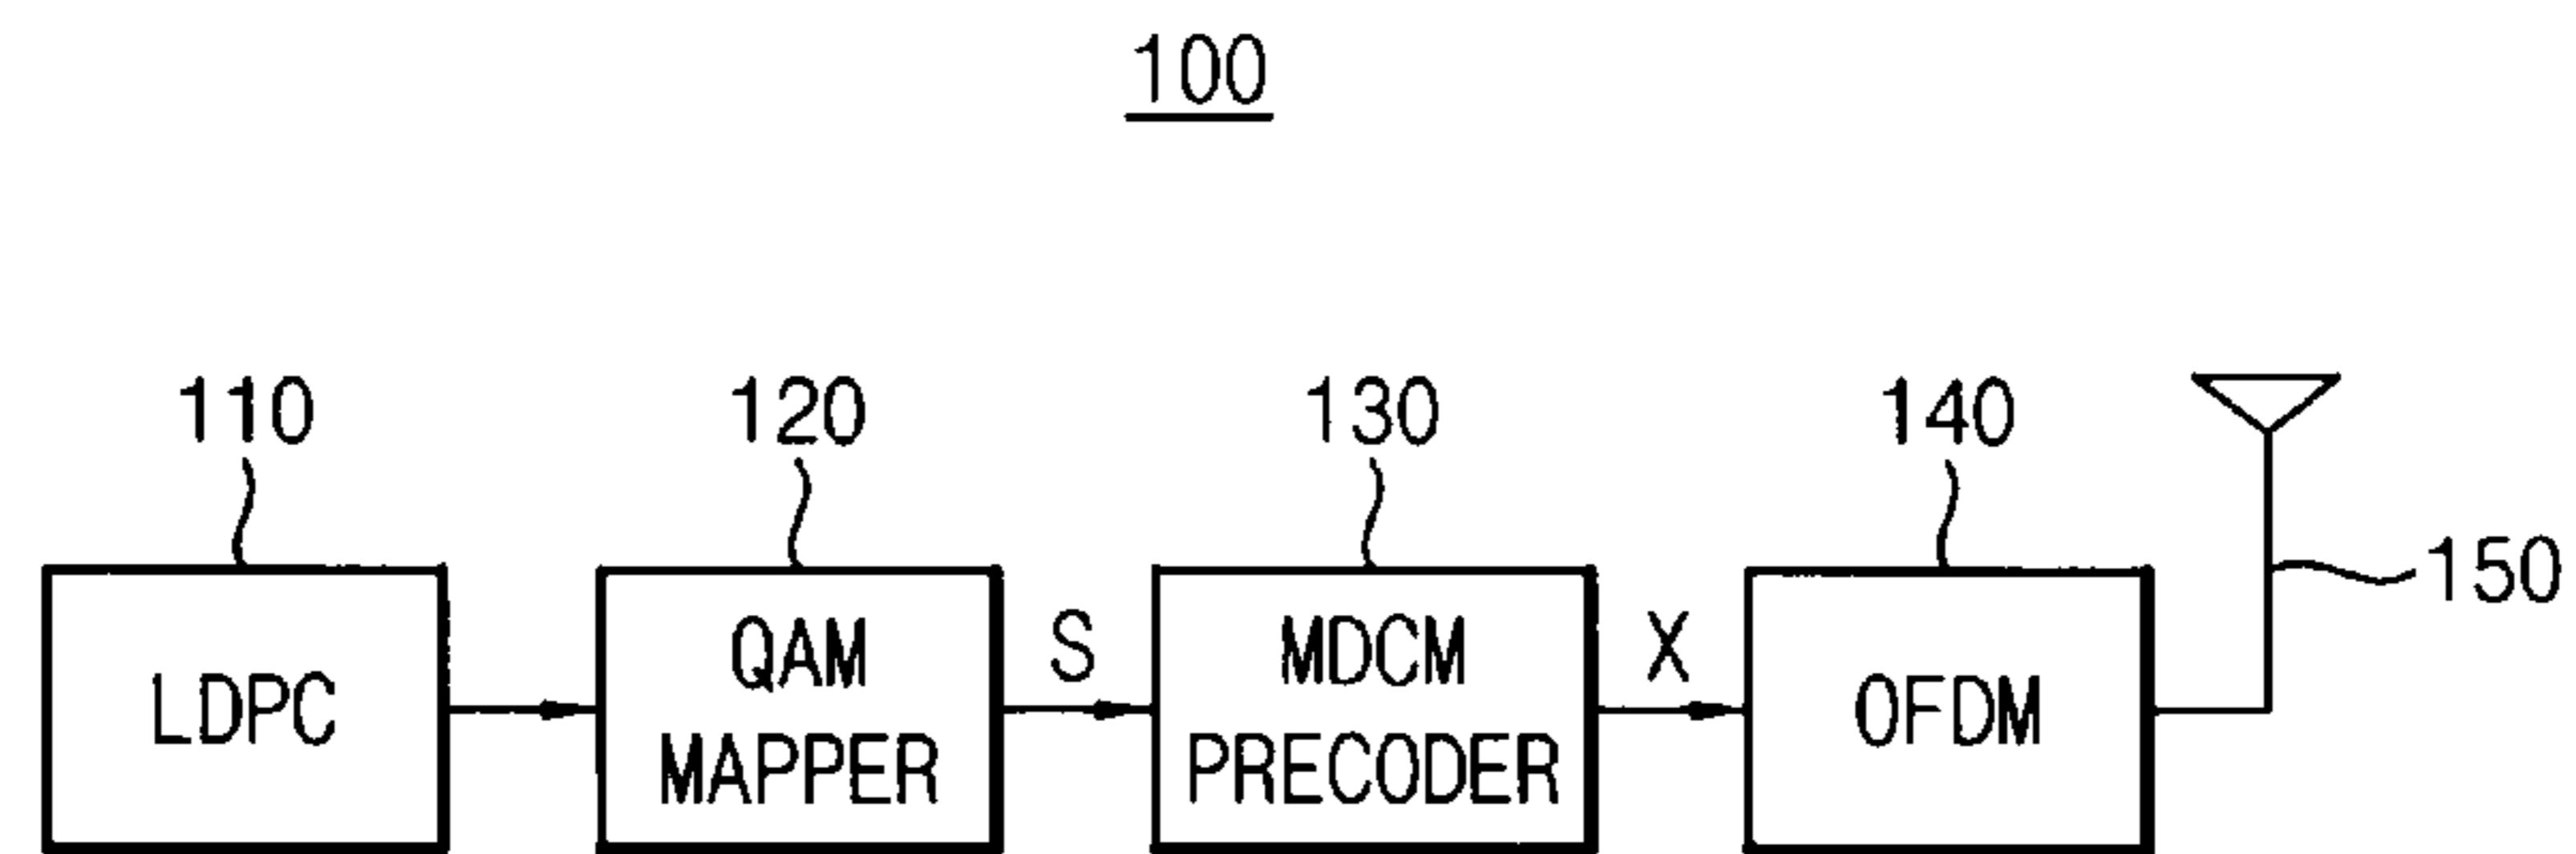 100
110
120
130
140
150
LDPC
QAM
MAPPER
S
MDCM
PRECODER
X
OFDM